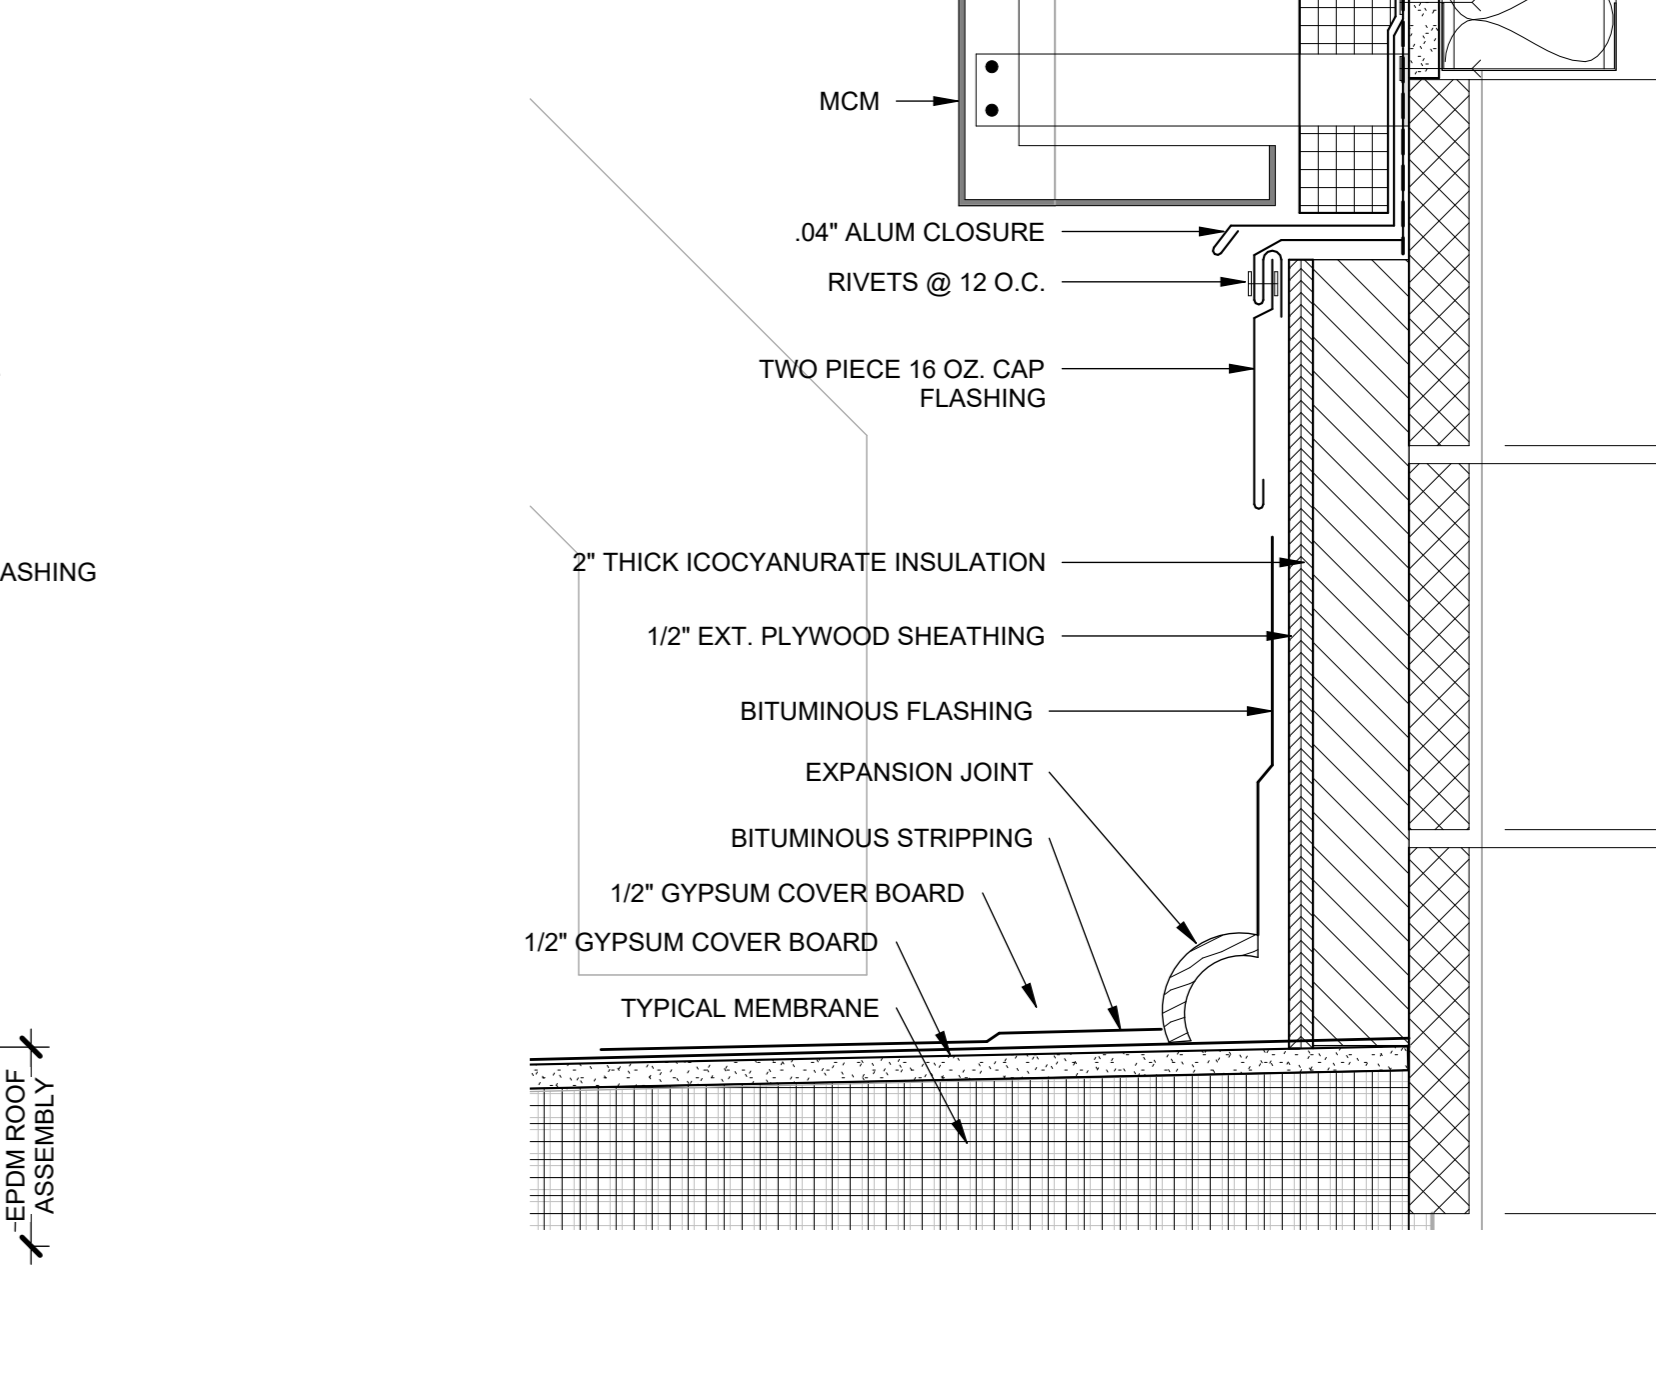 MCM
.04" ALUM CLOSURE
RIVETS @ 12 O.C.
TWO PIECE 16 OZ. CAP
FLASHING
2" THICK ICOCYANURATE INSULATION
ASHING
1/2" EXT. PLYWOOD SHEATHING
BITUMINOUS FLASHING
EXPANSION JOINT
BITUMINOUS STRIPPING
1/2" GYPSUM COVER BOARD
1/2" GYPSUM COVER BOARD
TYPICAL MEMBRANE
EPDM ROOF
ASSEMBLY